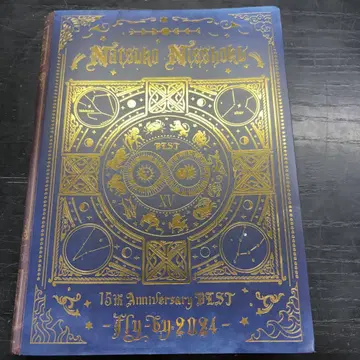 Natsuko Nisshoku
BEST
XV
15th Anniversary BEST
-Fly-by 2024-